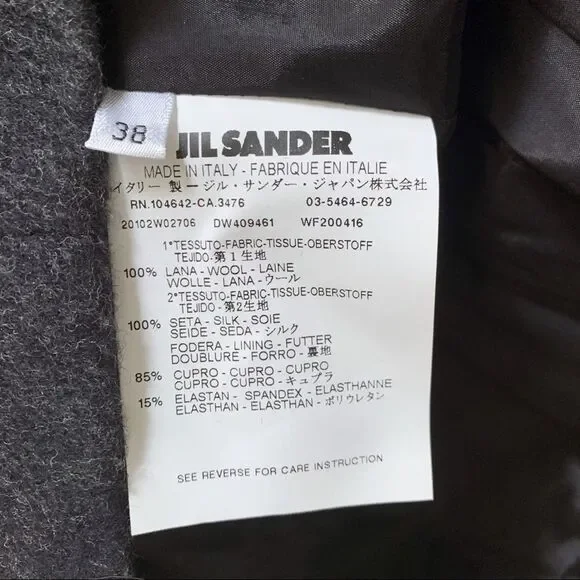 38
JIL SANDER
MADE IN ITALY - FABRIQUE EN ITALIE
イタリー 製 ー ジル・サンダー・ジャパン株式会社
RN.104642-CA.3476 03-5464-6729
20102W02706 DW409461 WF200416
1°TESSUTO-FABRIC-TISSUE-OBERSTOFF
TEJIDO-第1生地
100% LANA - WOOL - LAINE
WOLLE - LANA - ウール
2°TESSUTO-FABRIC-TISSUE-OBERSTOFF
TEJIDO-第2生地
100% SETA - SILK - SOIE
SEIDE - SEDA - シルク
FODERA - LINING - FUTTER
DOUBLURE - FORRO - 裏地
85% CUPRO - CUPRO - CUPRO
CUPRO - CUPRO - キュプラ
15% ELASTAN - SPANDEX - ELASTHANNE
ELASTHAN - ELASTHAN - ポリウレタン
SEE REVERSE FOR CARE INSTRUCTION